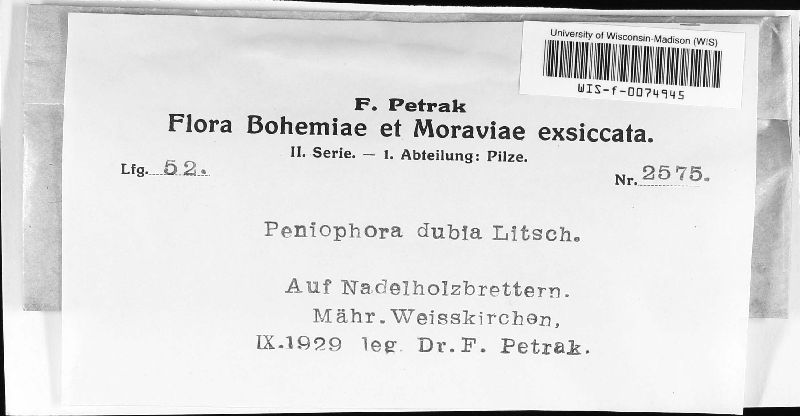 University of Wisconsin-Madison (WIS)
WIS-f-0074945
F. Petrak
Flora Bohemiae et Moraviae exsiccata.
II. Serie. — 1. Abteilung: Pilze.
Lfg. 52.
Nr. 2575.
Peniophora dubia Litsch.
Auf Nadelholzbrettern.
Mähr. Weisskirchen,
IX.1929 leg. Dr. F. Petrak.